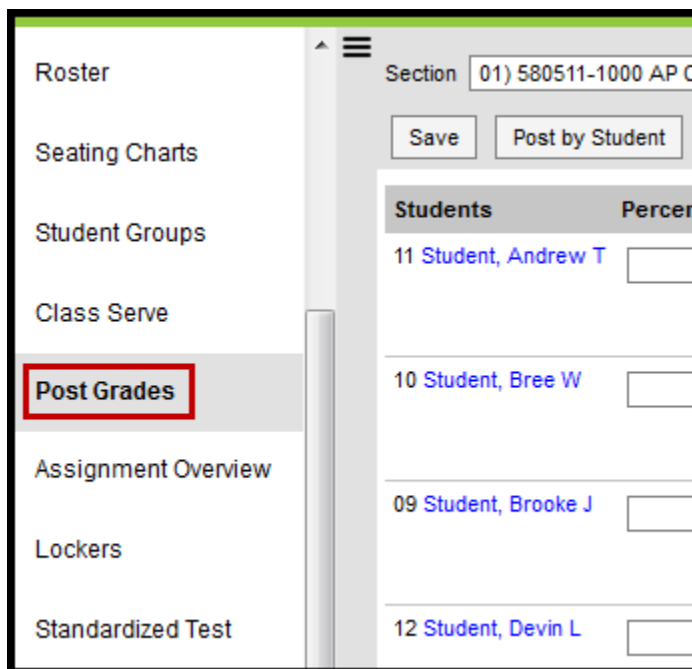 Roster
Seating Charts
Student Groups
Class Serve
Post Grades
Assignment Overview
Lockers
Standardized Test
Section 01) 580511-1000 AP
Save Post by Student
Students Percen
11 Student, Andrew T
10 Student, Bree W
09 Student, Brooke J
12 Student, Devin L